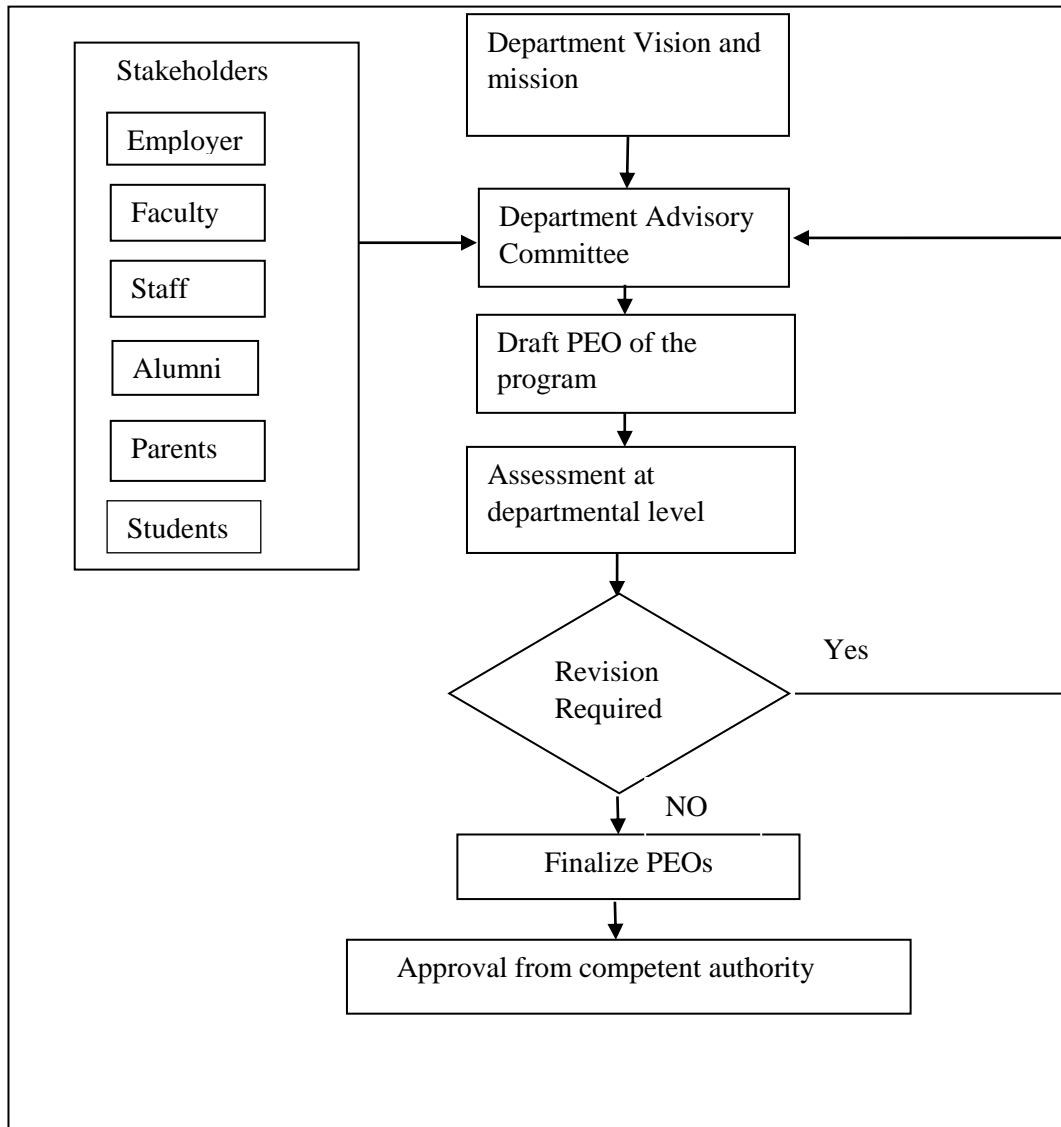 Stakeholders
Employer
Faculty
Staff
Alumni
Parents
Students
Department Vision and
mission
Department Advisory
Committee
Draft PEO of the
program
Assessment at
departmental level
Revision
Required
Yes
NO
Finalize PEOs
Approval from competent authority